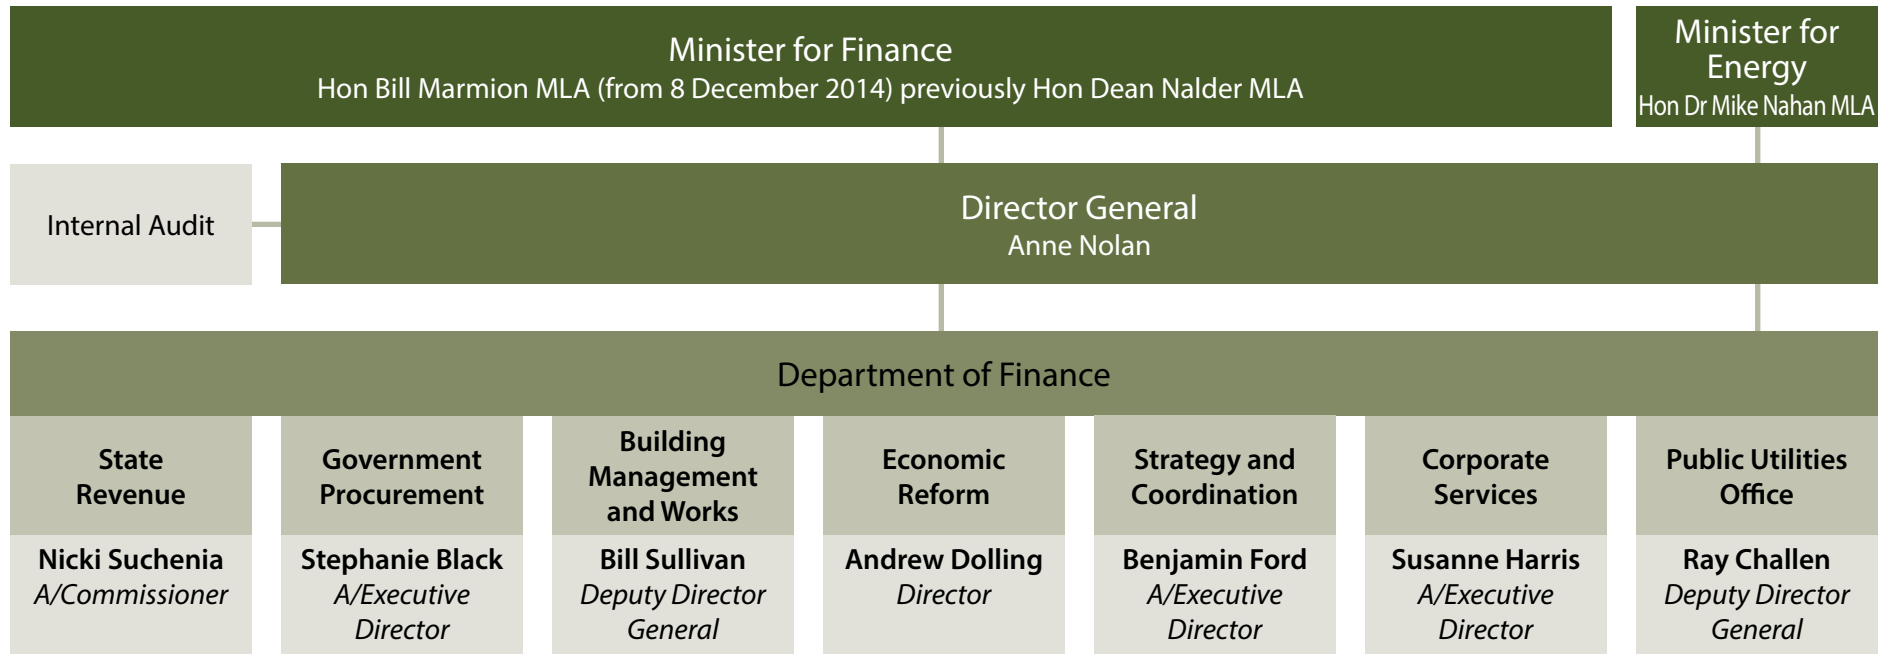 Minister for Finance
Hon Bill Marmion MLA (from 8 December 2014) previously Hon Dean Nalder MLA
Minister for
Energy
Hon Dr Mike Nahan MLA
Internal Audit
Director General
Anne Nolan
Department of Finance
State
Revenue
Nicki Suchenia
A/Commissioner
Government
Procurement
Stephanie Black
A/Executive
Director
Building
Management
and Works
Bill Sullivan
Deputy Director
General
Economic
Reform
Andrew Dolling
Director
Strategy and
Coordination
Benjamin Ford
A/Executive
Director
Corporate
Services
Susanne Harris
A/Executive
Director
Public Utilities
Office
Ray Challen
Deputy Director
General